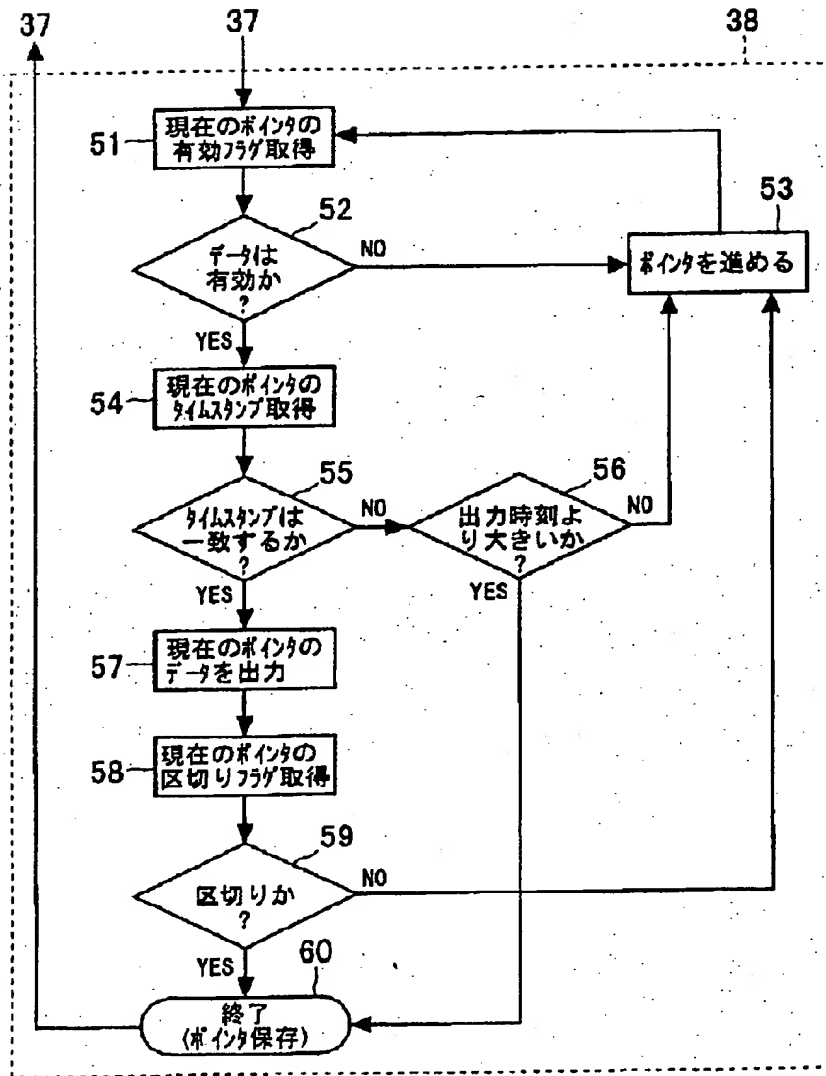 37
37
38
51
現在のポインタの
有効フラグ取得
52
データは
有効か
?
NO
YES
53
ポインタを進める
54
現在のポインタの
タイムスタンプ取得
55
タイムスタンプは
一致するか
?
NO
YES
56
出力時刻よ
り大きいか
?
NO
YES
57
現在のポインタの
データを出力
58
現在のポインタの
区切りフラグ取得
59
区切りか
?
NO
YES
60
終了
(ポインタ保存)